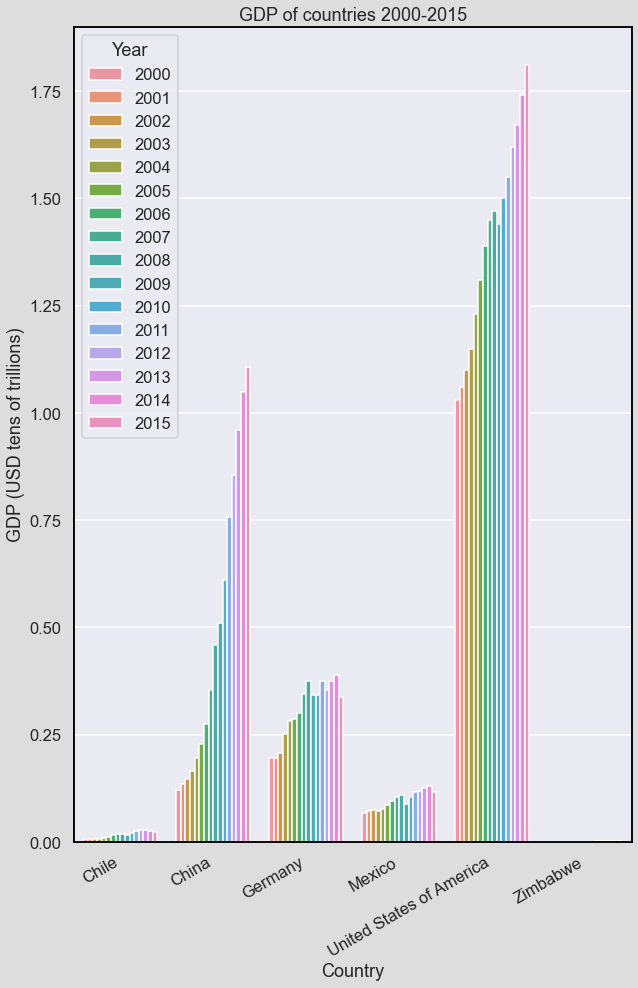 GDP of countries 2000-2015
Year
2000
2001
2002
2003
2004
2005
2006
2007
2008
2009
2010
2011
2012
2013
2014
2015
GDP (USD tens of trillions)
1.75
1.50
1.25
1.00
0.75
0.50
0.25
0.00
Chile
China
Germany
Mexico
United States of America
Zimbabwe
Country